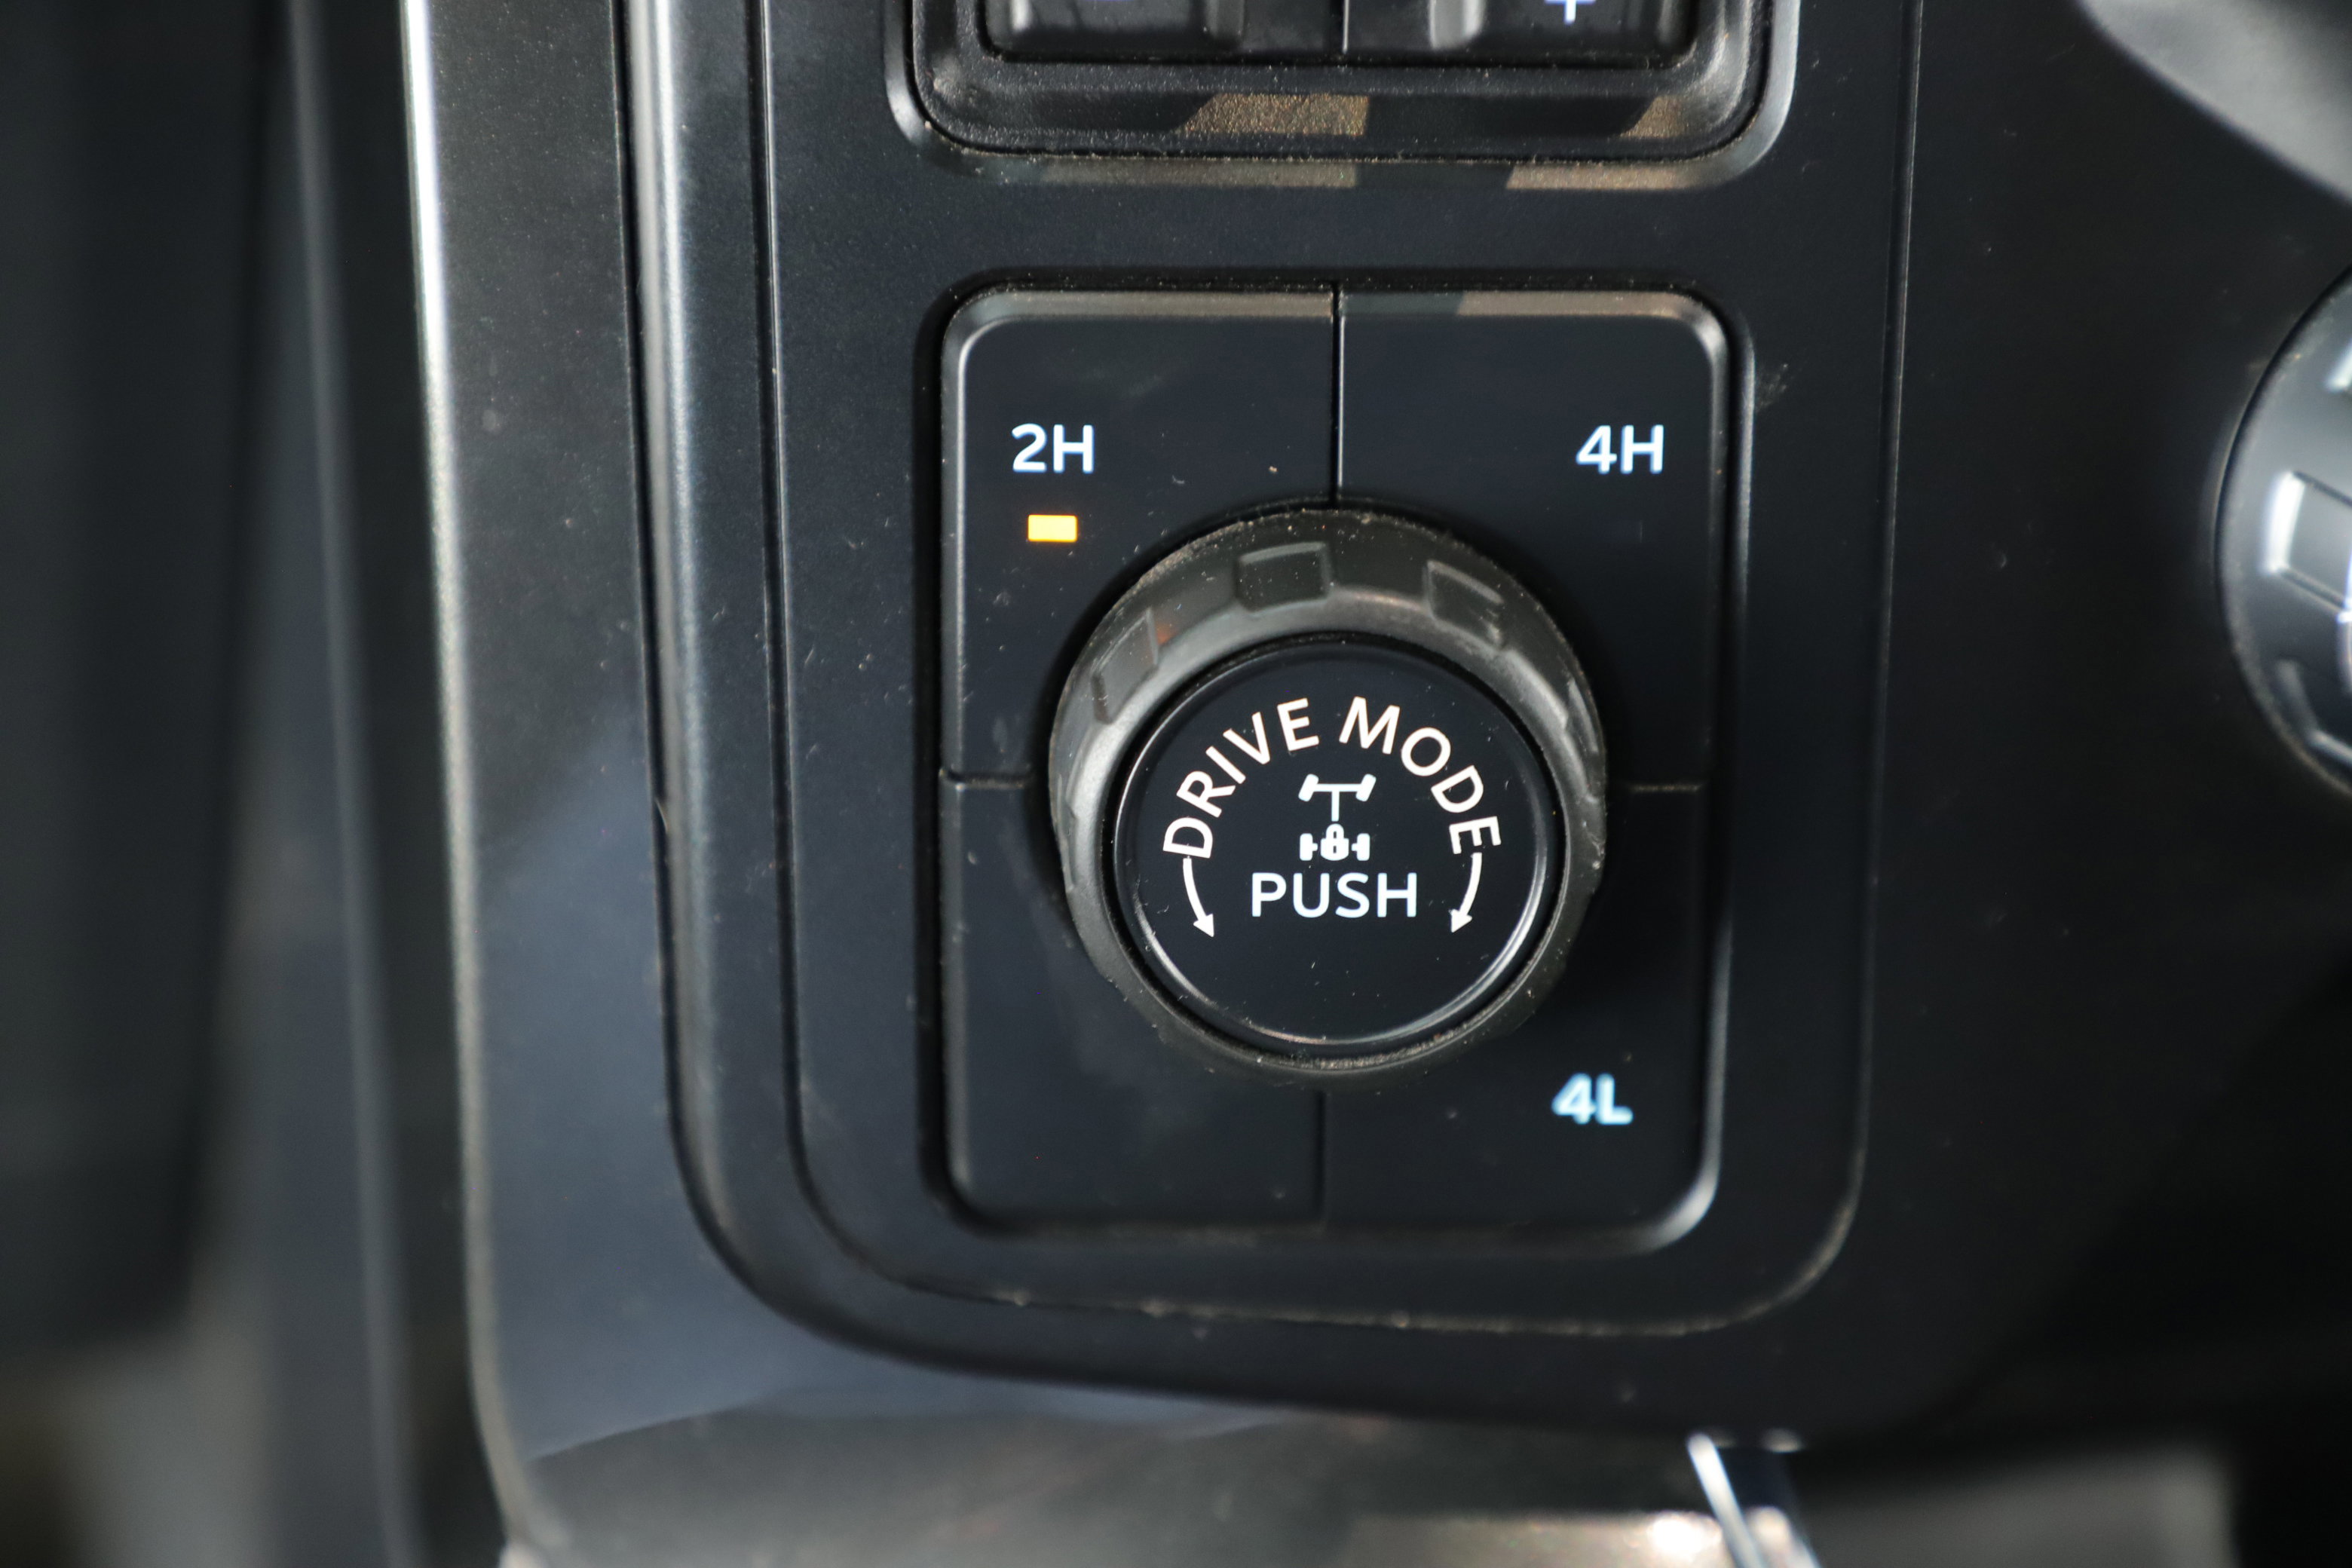 +
2H 4H
DRIVE MODE
PUSH
4L